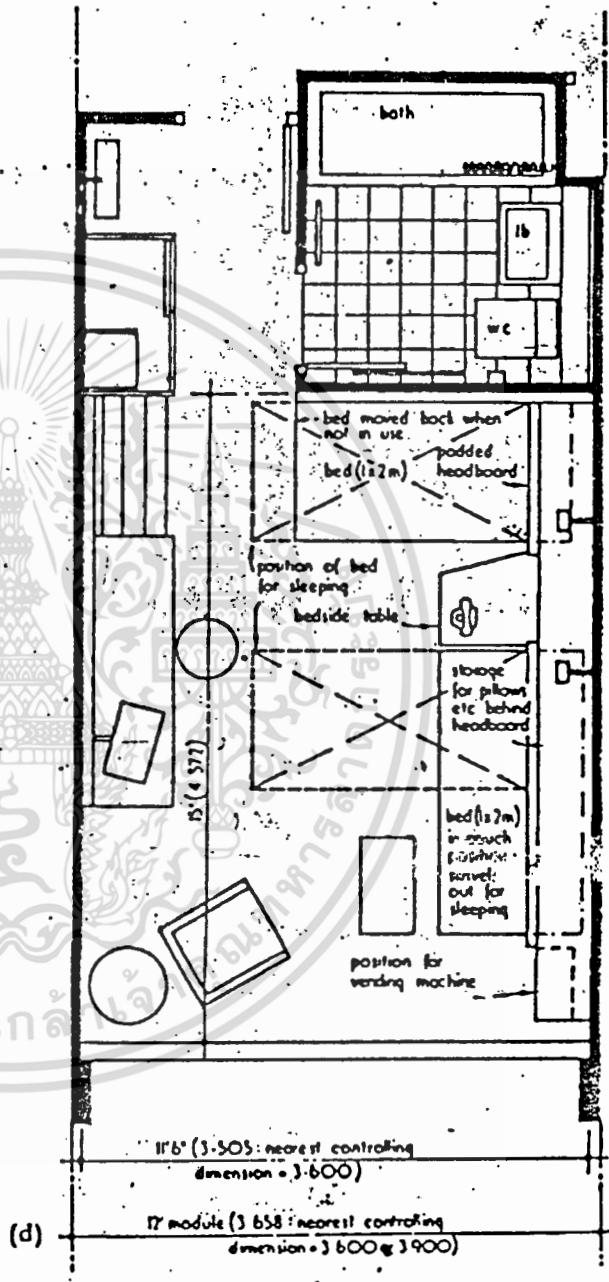 bath
lb
wc
bed moved back when
not in use
bed (1x2m)
padded
headboard
position of bed
for sleeping
bedside table
storage
for pillows
etc behind
headboard
15' (4.572)
bed (1x2m)
in couch
position
swivels
out for
sleeping
position for
vending machine
11'6" (3.505: nearest controlling
dimension = 3.600)
12' module (3.658: nearest controlling
dimension = 3.600 or 3.900)
(d)